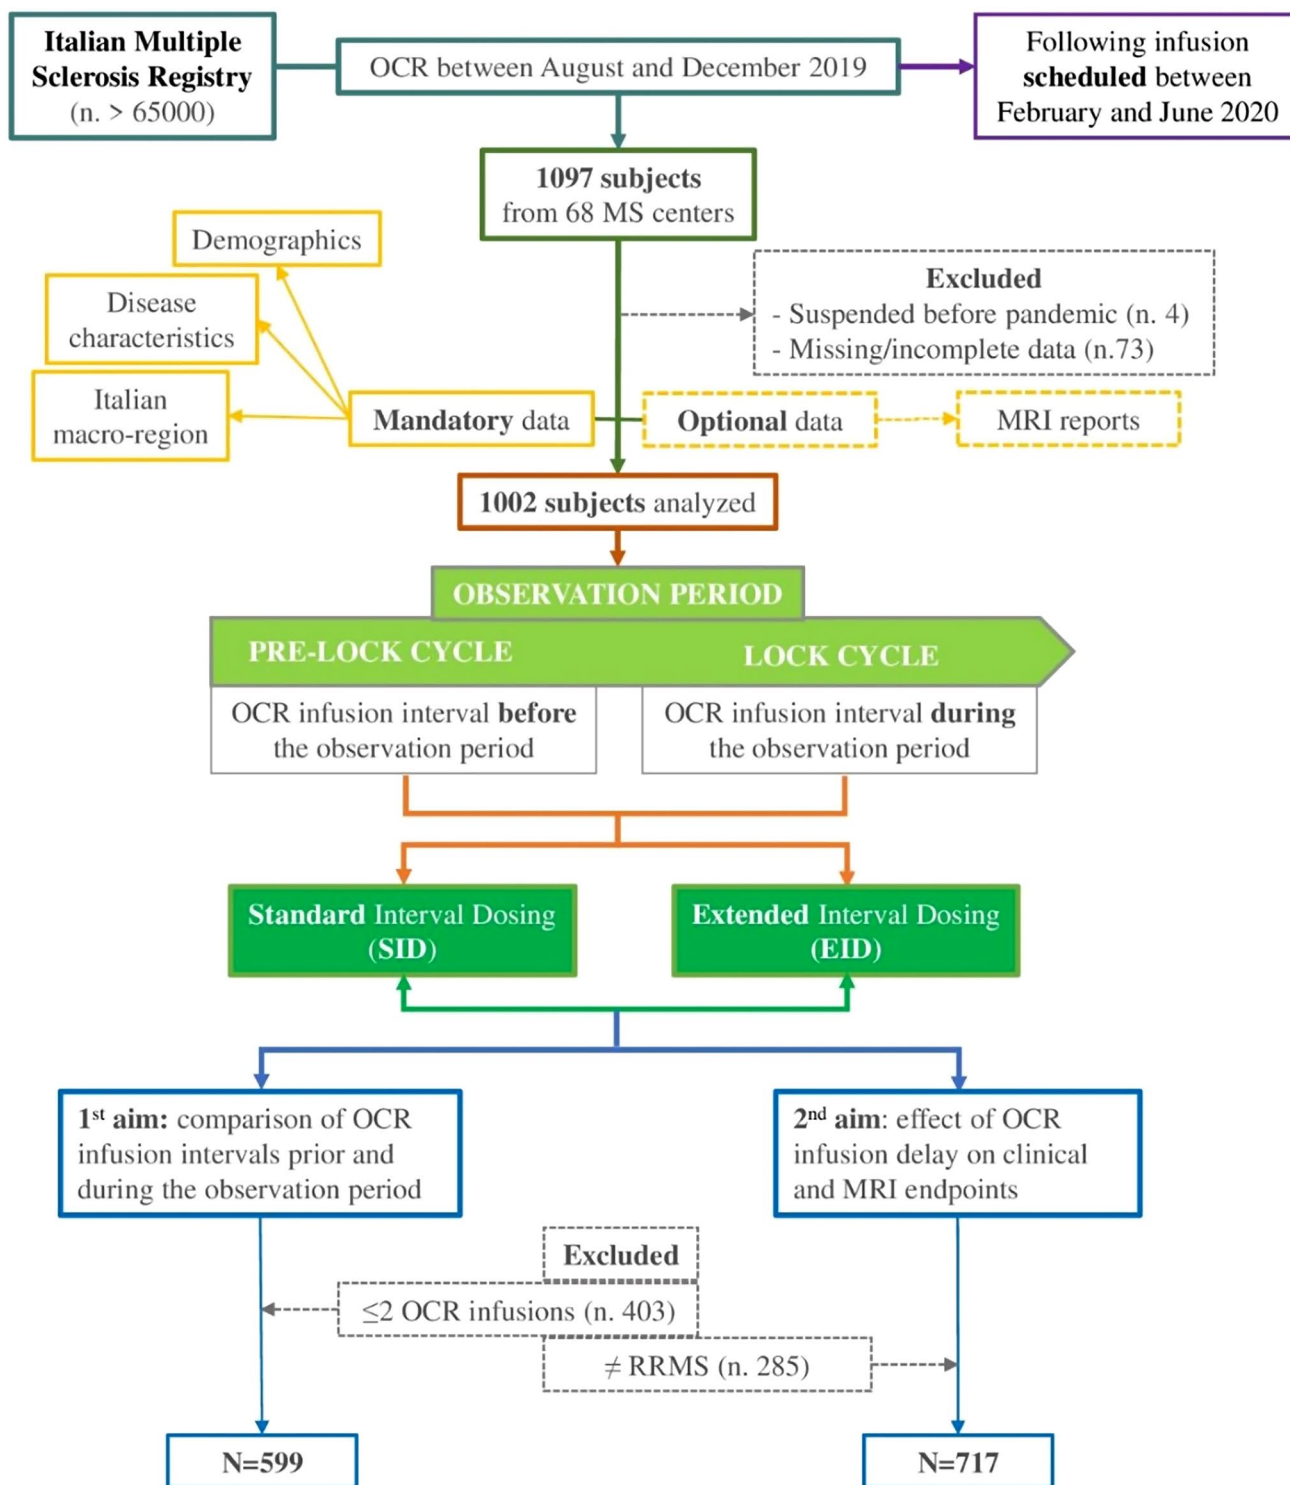 Italian Multiple
Sclerosis Registry
(n. > 65000)
OCR between August and December 2019
Following infusion
scheduled between
February and June 2020
1097 subjects
from 68 MS centers
Demographics
Disease
characteristics
Italian
macro-region
Excluded
- Suspended before pandemic (n. 4)
- Missing/incomplete data (n.73)
Mandatory data
Optional data
MRI reports
1002 subjects analyzed
OBSERVATION PERIOD
PRE-LOCK CYCLE
LOCK CYCLE
OCR infusion interval before
the observation period
OCR infusion interval during
the observation period
Standard Interval Dosing
(SID)
Extended Interval Dosing
(EID)
1st aim: comparison of OCR
infusion intervals prior and
during the observation period
2nd aim: effect of OCR
infusion delay on clinical
and MRI endpoints
Excluded
≤2 OCR infusions (n. 403)
≠ RRMS (n. 285)
N=599
N=717